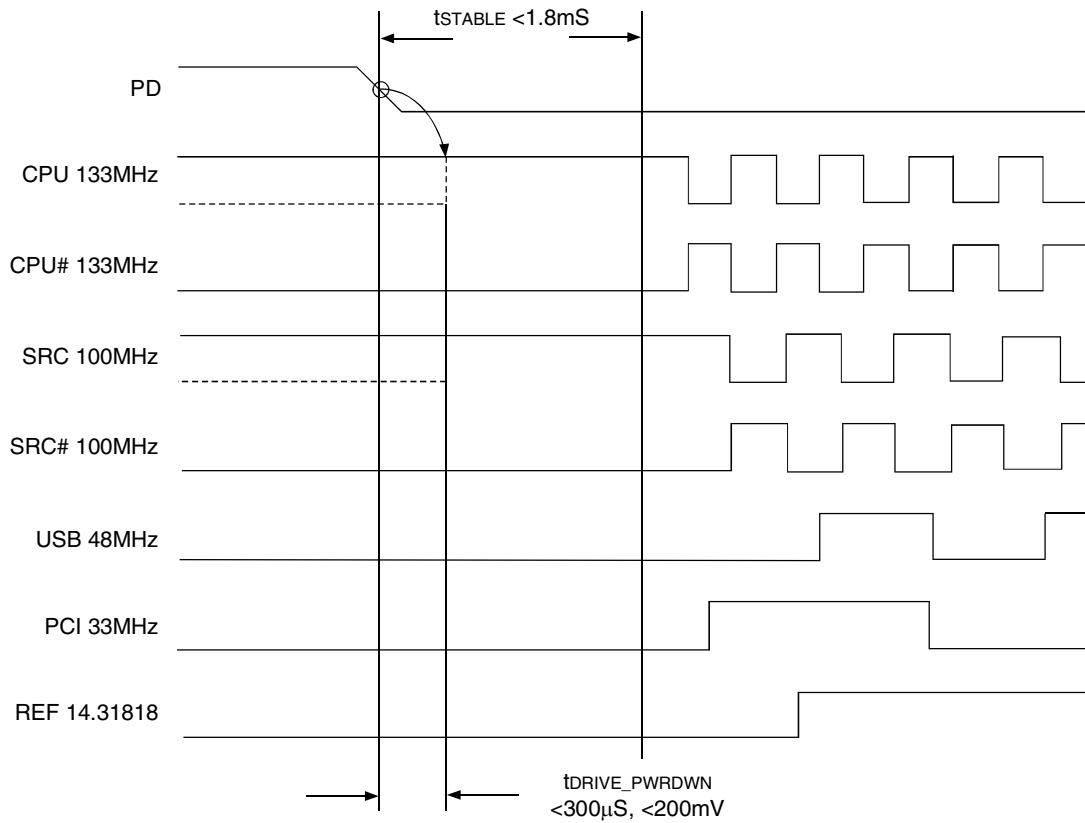 tSTABLE <1.8mS
PD
CPU 133MHz
CPU# 133MHz
SRC 100MHz
SRC# 100MHz
USB 48MHz
PCI 33MHz
REF 14.31818
tDRIVE_PWRDWN
<300μS, <200mV